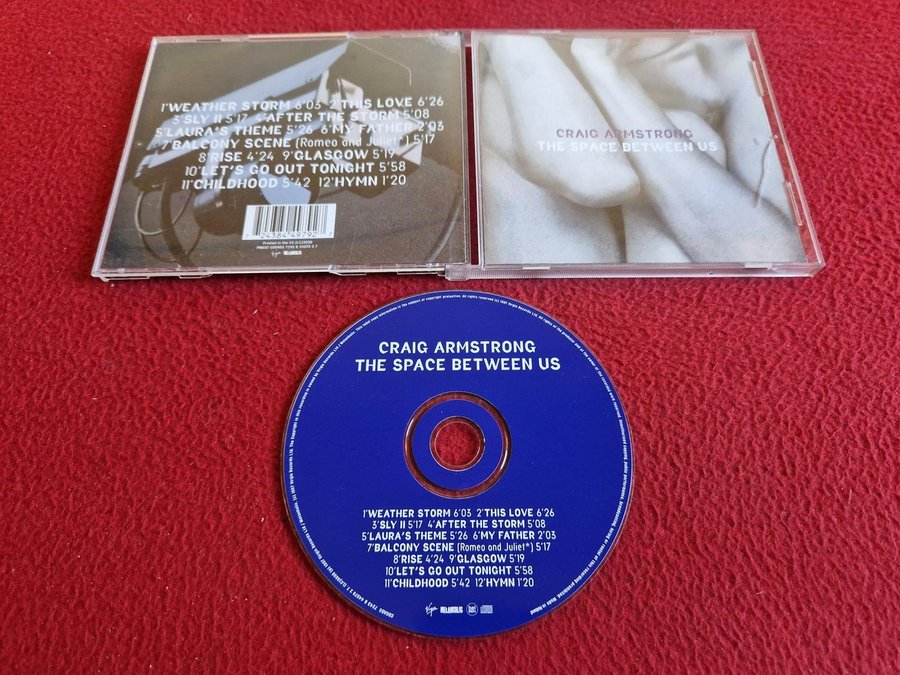 1'WEATHER STORM 6'03 2'THIS LOVE 6'26
3'SLY II 5'17 4'AFTER THE STORM 5'08
5'LAURA'S THEME 5'26 6'MY FATHER 2'03
7'BALCONY SCENE (Romeo and Juliet*) 5'17
8'RISE 4'24 9'GLASGOW 5'19
10'LET'S GO OUT TONIGHT 5'58
11'CHILDHOOD 5'42 12'HYMN 1'20
24384 49792
Virgin MELANKOLIC
CRAIG ARMSTRONG
THE SPACE BETWEEN US
CRAIG ARMSTRONG
THE SPACE BETWEEN US
1'WEATHER STORM 6'03 2'THIS LOVE 6'26
3'SLY II 5'17 4'AFTER THE STORM 5'08
5'LAURA'S THEME 5'26 6'MY FATHER 2'03
7'BALCONY SCENE (Romeo and Juliet*) 5'17
8'RISE 4'24 9'GLASGOW 5'19
10'LET'S GO OUT TONIGHT 5'58
11'CHILDHOOD 5'42 12'HYMN 1'20
Virgin MELANKOLIC